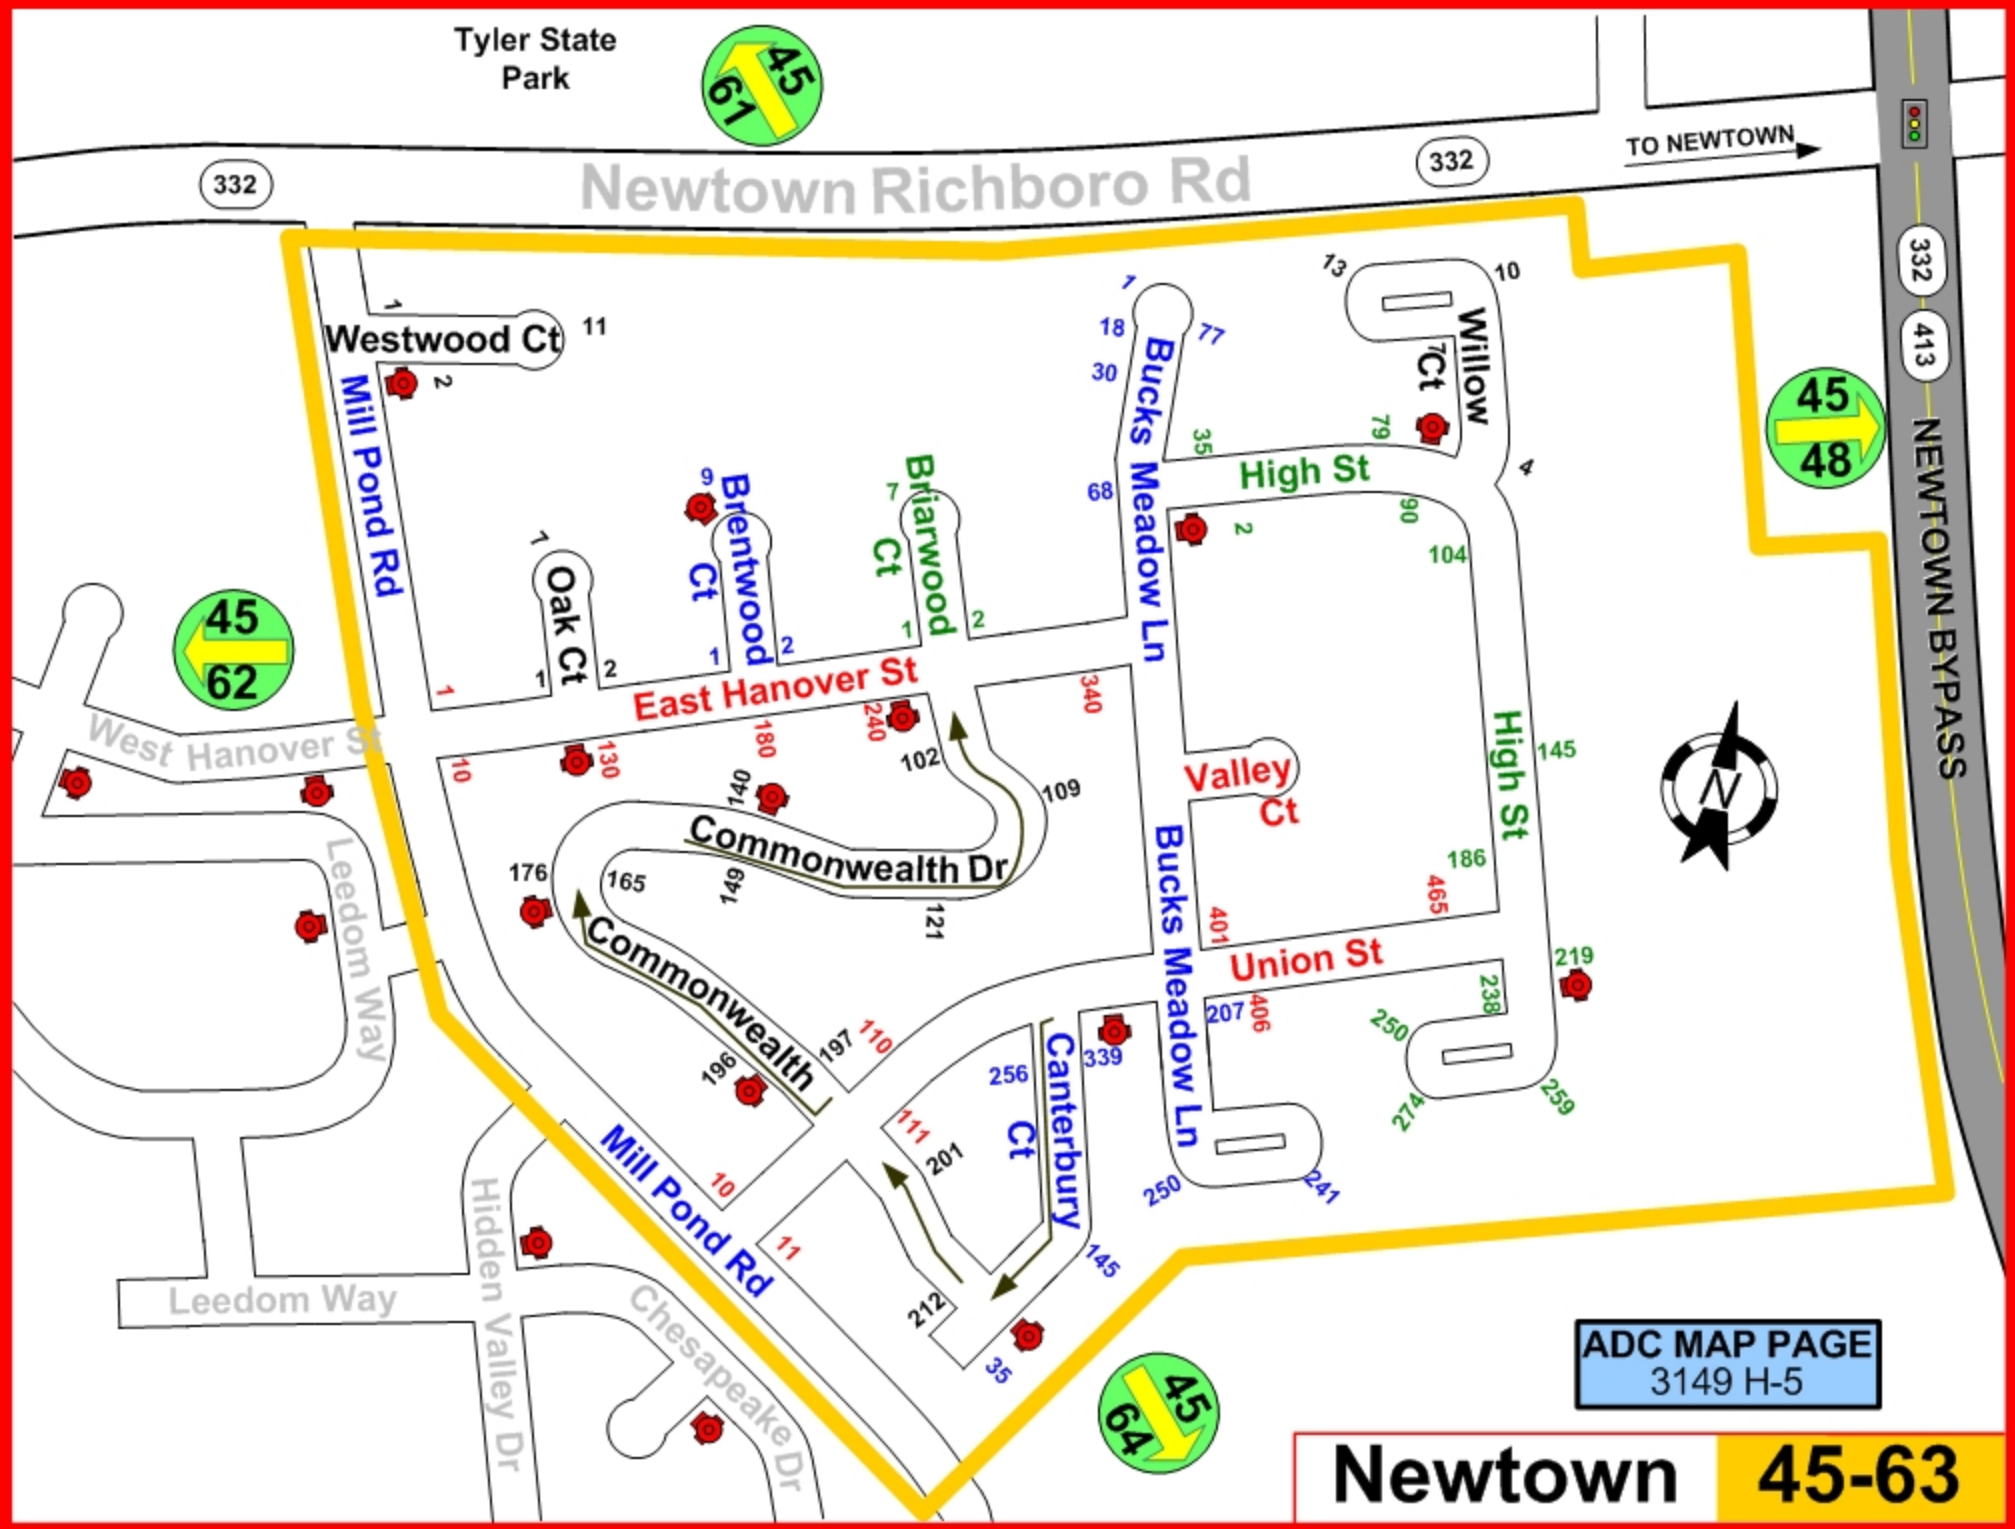 Tyler State
Park
45
61
332
Newtown Richboro Rd
332
TO NEWTOWN
332
413
NEWTOWN BYPASS
1
Westwood Ct
11
2
Mill Pond Rd
1
18
77
30
68
Bucks Meadow Ln
13
10
Willow
Ct
7
4
35
79
High St
2
90
104
45
48
45
62
1
Oak Ct
1
2
9
Brentwood
Ct
1
2
7
Briarwood
Ct
1
2
West Hanover St
1
East Hanover St
10
130
180
240
340
102
109
140
Commonwealth Dr
149
121
176
165
Commonwealth
196
197
Valley
Ct
Bucks Meadow Ln
High St
145
186
465
401
Union St
406
207
219
238
250
274
259
250
241
N
Leedom Way
110
111
10
11
Mill Pond Rd
201
212
256
339
Canterbury
Ct
145
35
Hidden Valley Dr
Leedom Way
Chesapeake Dr
45
64
ADC MAP PAGE
3149 H-5
Newtown 45-63